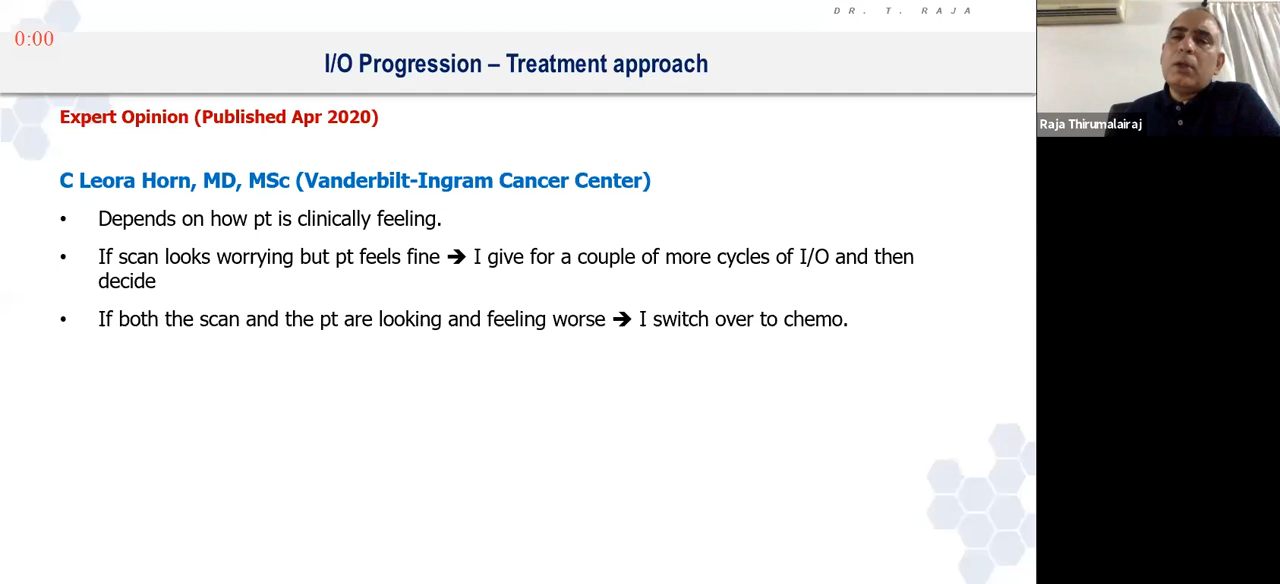 DR. T. RAJA
0:00
I/O Progression – Treatment approach
Expert Opinion (Published Apr 2020)
C Leora Horn, MD, MSc (Vanderbilt-Ingram Cancer Center)
• Depends on how pt is clinically feeling.
• If scan looks worrying but pt feels fine ➔ I give for a couple of more cycles of I/O and then
decide
• If both the scan and the pt are looking and feeling worse ➔ I switch over to chemo.
Raja Thirumalairaj